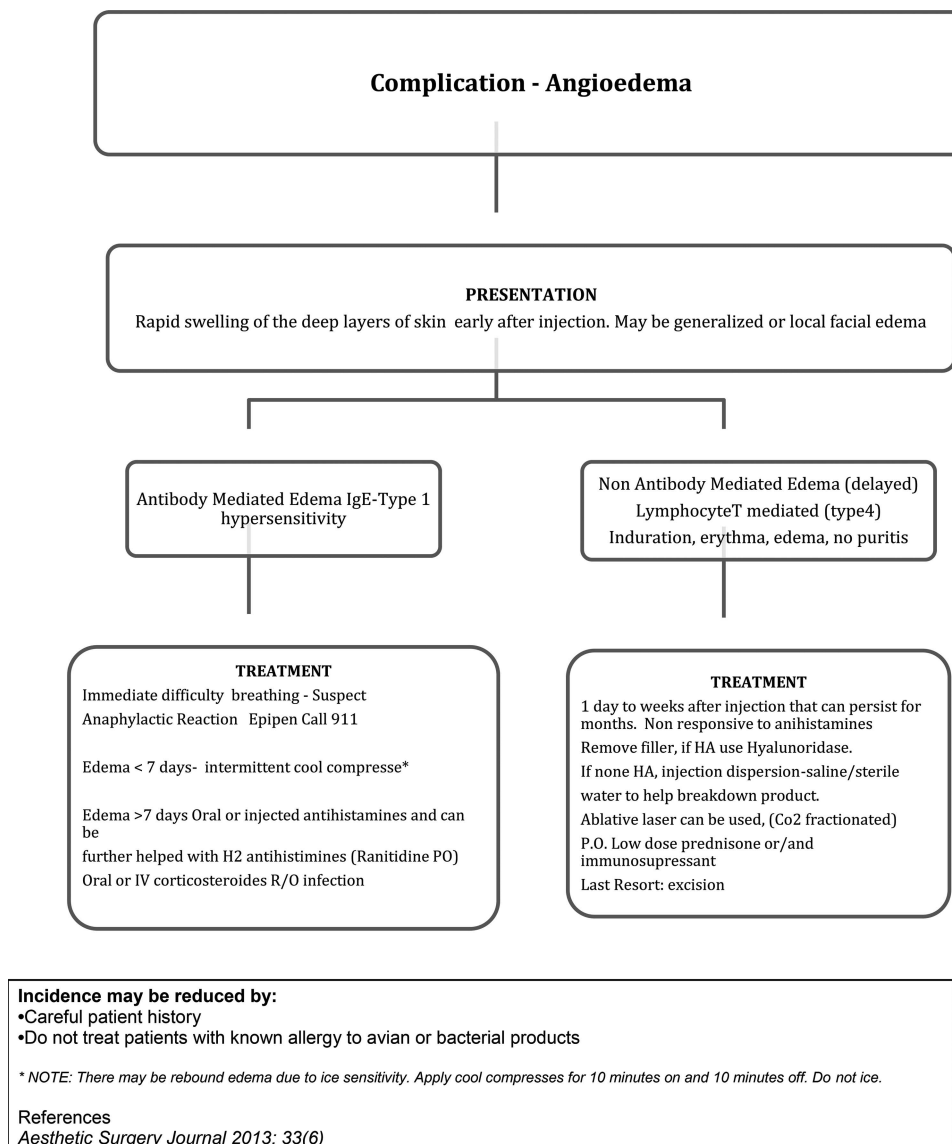 Complication - Angioedema
PRESENTATION
Rapid swelling of the deep layers of skin early after injection. May be generalized or local facial edema
Antibody Mediated Edema IgE-Type 1
hypersensitivity
Non Antibody Mediated Edema (delayed)
LymphocyteT mediated (type4)
Induration, erythma, edema, no puritis
TREATMENT
Immediate difficulty breathing - Suspect
Anaphylactic Reaction Epipen Call 911
Edema < 7 days- intermittent cool compresse*
Edema >7 days Oral or injected antihistamines and can
be
further helped with H2 antihistimines (Ranitidine PO)
Oral or IV corticosteroides R/O infection
TREATMENT
1 day to weeks after injection that can persist for
months. Non responsive to anihistamines
Remove filler, if HA use Hyalunoridase.
If none HA, injection dispersion-saline/sterile
water to help breakdown product.
Ablative laser can be used, (Co2 fractionated)
P.O. Low dose prednisone or/and
immunosupressant
Last Resort: excision
Incidence may be reduced by:
•Careful patient history
•Do not treat patients with known allergy to avian or bacterial products
* NOTE: There may be rebound edema due to ice sensitivity. Apply cool compresses for 10 minutes on and 10 minutes off. Do not ice.
References
Aesthetic Surgery Journal 2013; 33(6)